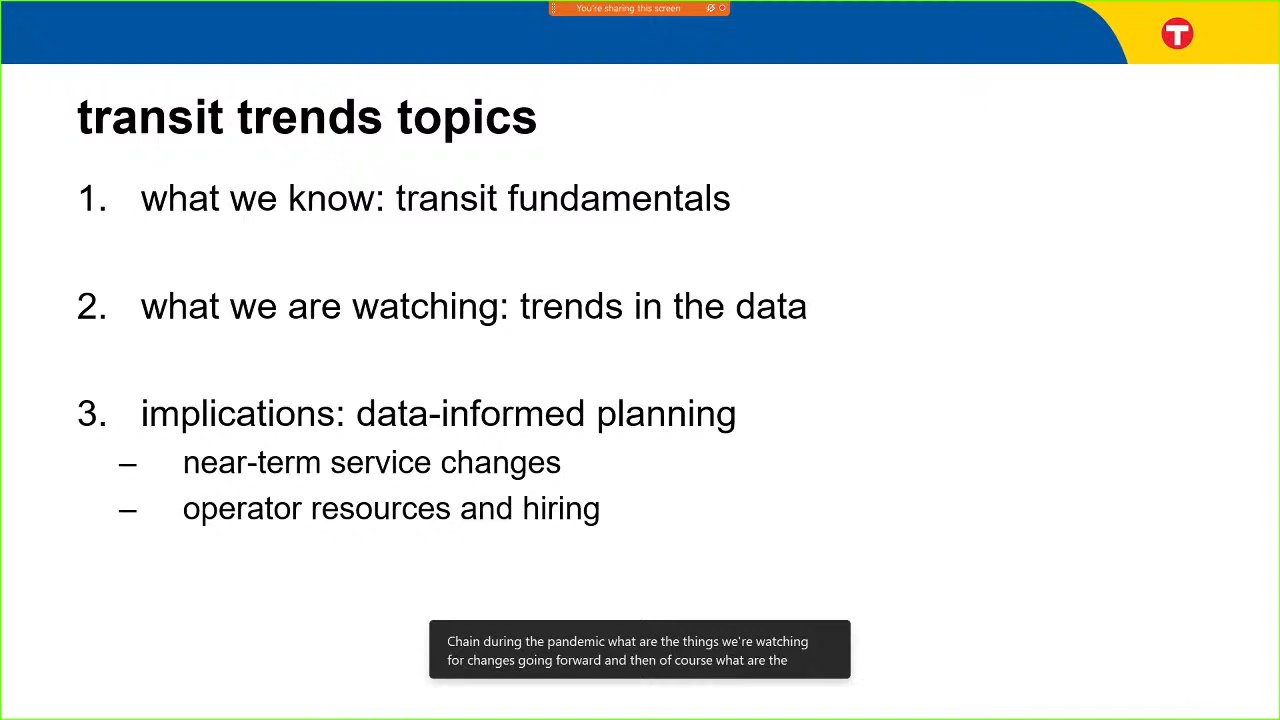 You're sharing this screen
T
transit trends topics
1. what we know: transit fundamentals
2. what we are watching: trends in the data
3. implications: data-informed planning
– near-term service changes
– operator resources and hiring
Chain during the pandemic what are the things we're watching
for changes going forward and then of course what are the